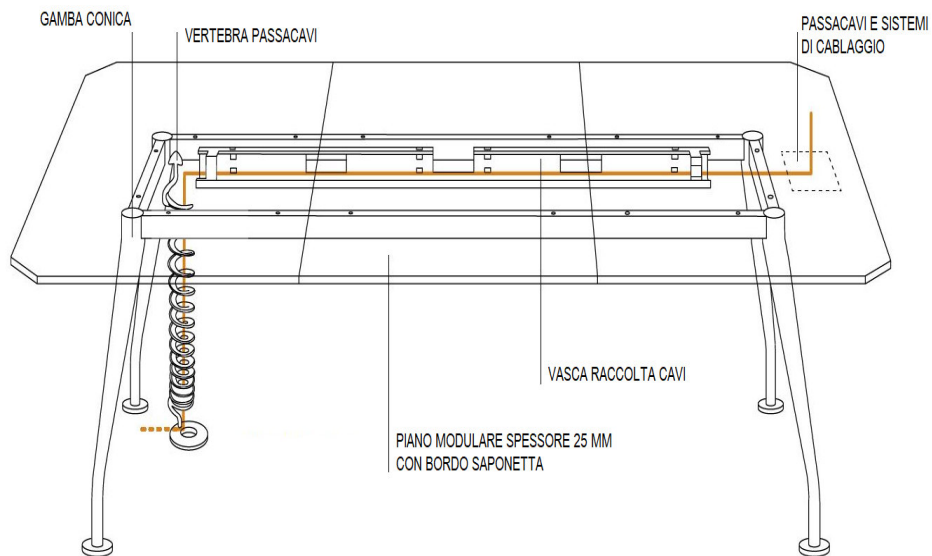 GAMBA CONICA
VERTEBRA PASSACAVI
PASSACAVI E SISTEMI
DI CABLAGGIO
VASCA RACCOLTA CAVI
PIANO MODULARE SPESSORE 25 MM
CON BORDO SAPONETTA